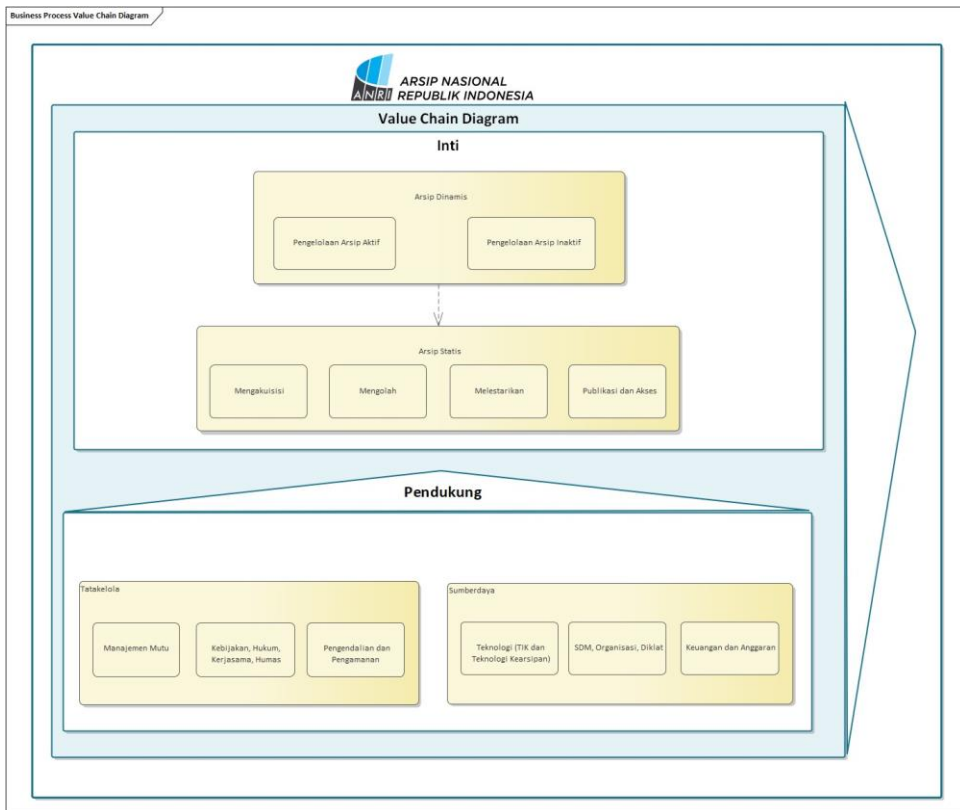 Business Process Value Chain Diagram
ARSIP NASIONAL
ANRI REPUBLIK INDONESIA
Value Chain Diagram
Inti
Arsip Dinamis
Pengelolaan Arsip Aktif
Pengelolaan Arsip Inaktif
Arsip Statis
Mengakuisisi
Mengolah
Melestarikan
Publikasi dan Akses
Pendukung
Tatakelola
Manajemen Mutu
Kebijakan, Hukum,
Kerjasama, Humas
Pengendalian dan
Pengamanan
Sumberdaya
Teknologi (TIK dan
Teknologi Kearsipan)
SDM, Organisasi, Diklat
Keuangan dan Anggaran